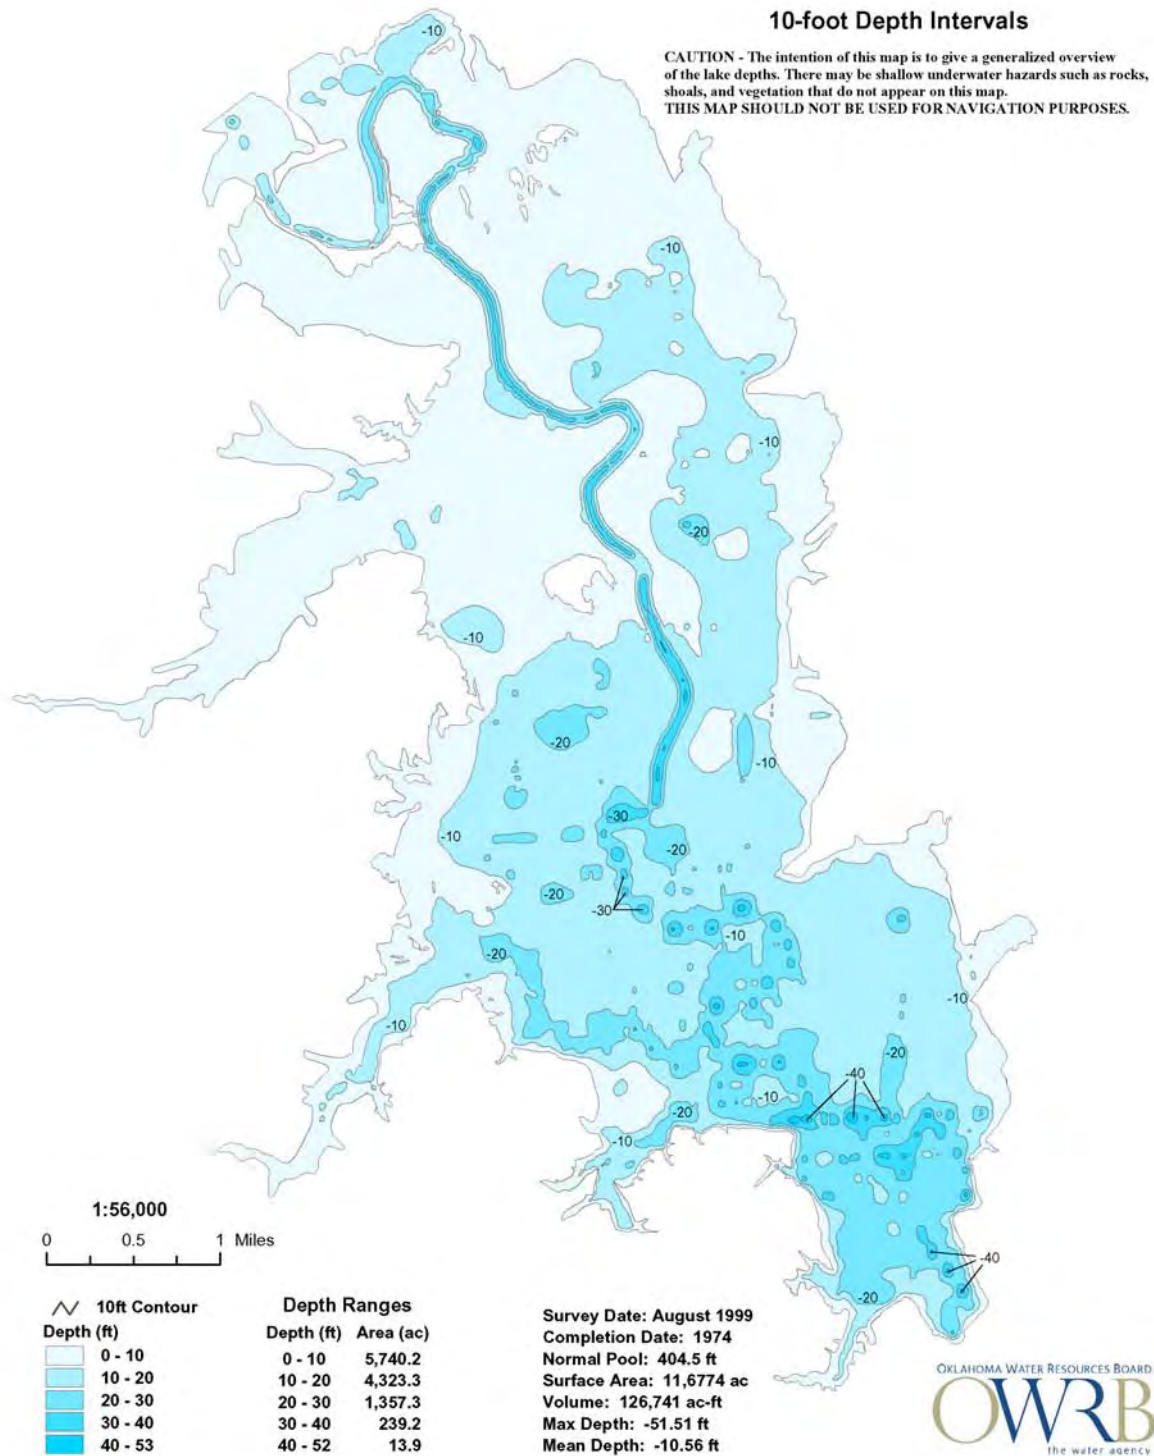 10-foot Depth Intervals
CAUTION - The intention of this map is to give a generalized overview
of the lake depths. There may be shallow underwater hazards such as rocks,
shoals, and vegetation that do not appear on this map.
THIS MAP SHOULD NOT BE USED FOR NAVIGATION PURPOSES.
-10
-10
-10
-20
-10
-20
-10
-30
-10
-20
-20
-30
-10
-20
-10
-10
-20
-40
-10
-20
-10
-40
-20
1:56,000
0 0.5 1 Miles
10ft Contour
Depth (ft)
0 - 10
10 - 20
20 - 30
30 - 40
40 - 53
Depth Ranges
Depth (ft) Area (ac)
0 - 10 5,740.2
10 - 20 4,323.3
20 - 30 1,357.3
30 - 40 239.2
40 - 52 13.9
Survey Date: August 1999
Completion Date: 1974
Normal Pool: 404.5 ft
Surface Area: 11,6774 ac
Volume: 126,741 ac-ft
Max Depth: -51.51 ft
Mean Depth: -10.56 ft
OKLAHOMA WATER RESOURCES BOARD
OWRB
the water agency